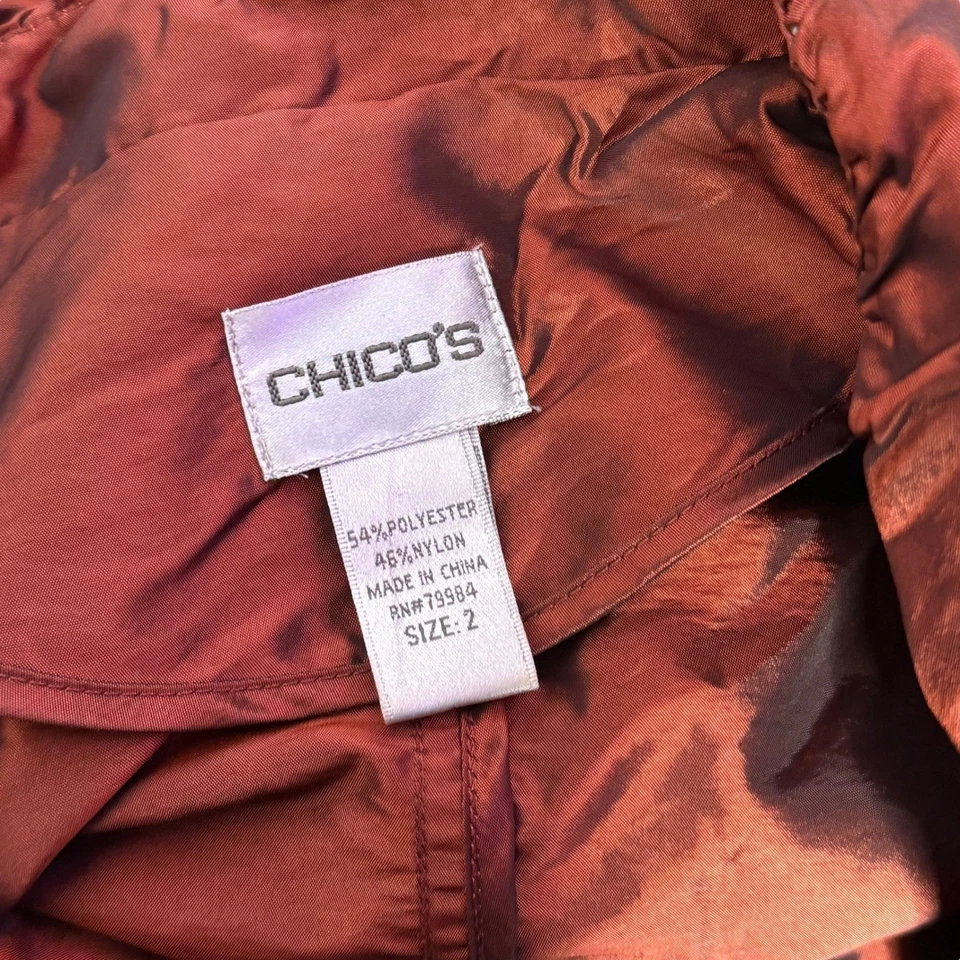 CHICO'S
54%POLYESTER
46%NYLON
MADE IN CHINA
RN#79984
SIZE: 2